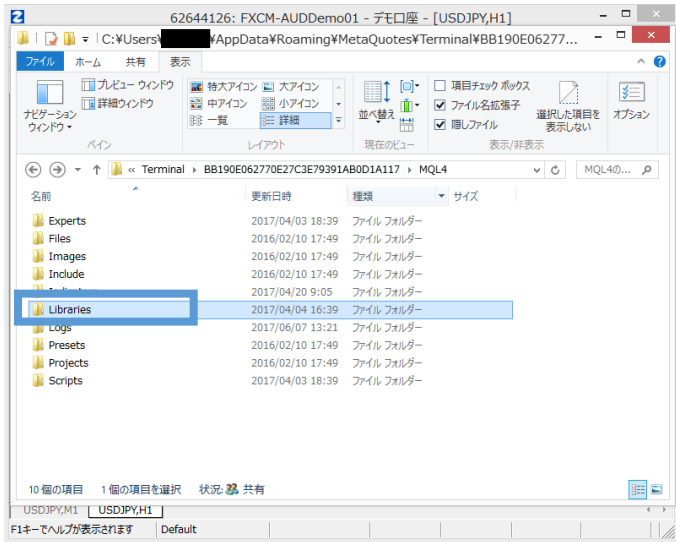 62644126: FXCM-AUDDemo01 - デモ口座 - [USDJPY,H1]
C:¥Users¥ ¥AppData¥Roaming¥MetaQuotes¥Terminal¥BB190E06277...
ファイル ホーム 共有 表示
ナビゲーション ウィンドウ
プレビュー ウィンドウ
詳細ウィンドウ
ペイン
特大アイコン 大アイコン
中アイコン 小アイコン
一覧 詳細
レイアウト
並べ替え
現在のビュー
項目チェック ボックス
ファイル名拡張子
隠しファイル
選択した項目を
表示しない
表示/非表示
オプション
« Terminal BB190E062770E27C3E79391AB0D1A117 MQL4
MQL4の...
名前 更新日時 種類 サイズ
Experts 2017/04/03 18:39 ファイル フォルダー
Files 2016/02/10 17:49 ファイル フォルダー
Images 2016/02/10 17:49 ファイル フォルダー
Include 2016/02/10 17:49 ファイル フォルダー
Indicators 2017/04/20 9:05 ファイル フォルダー
Libraries 2017/04/04 16:39 ファイル フォルダー
Logs 2017/06/07 13:21 ファイル フォルダー
Presets 2016/02/10 17:49 ファイル フォルダー
Projects 2016/02/10 17:49 ファイル フォルダー
Scripts 2017/04/03 18:39 ファイル フォルダー
10 個の項目 1 個の項目を選択 状況: 共有
USDJPY,M1 USDJPY,H1
F1キーでヘルプが表示されます Default